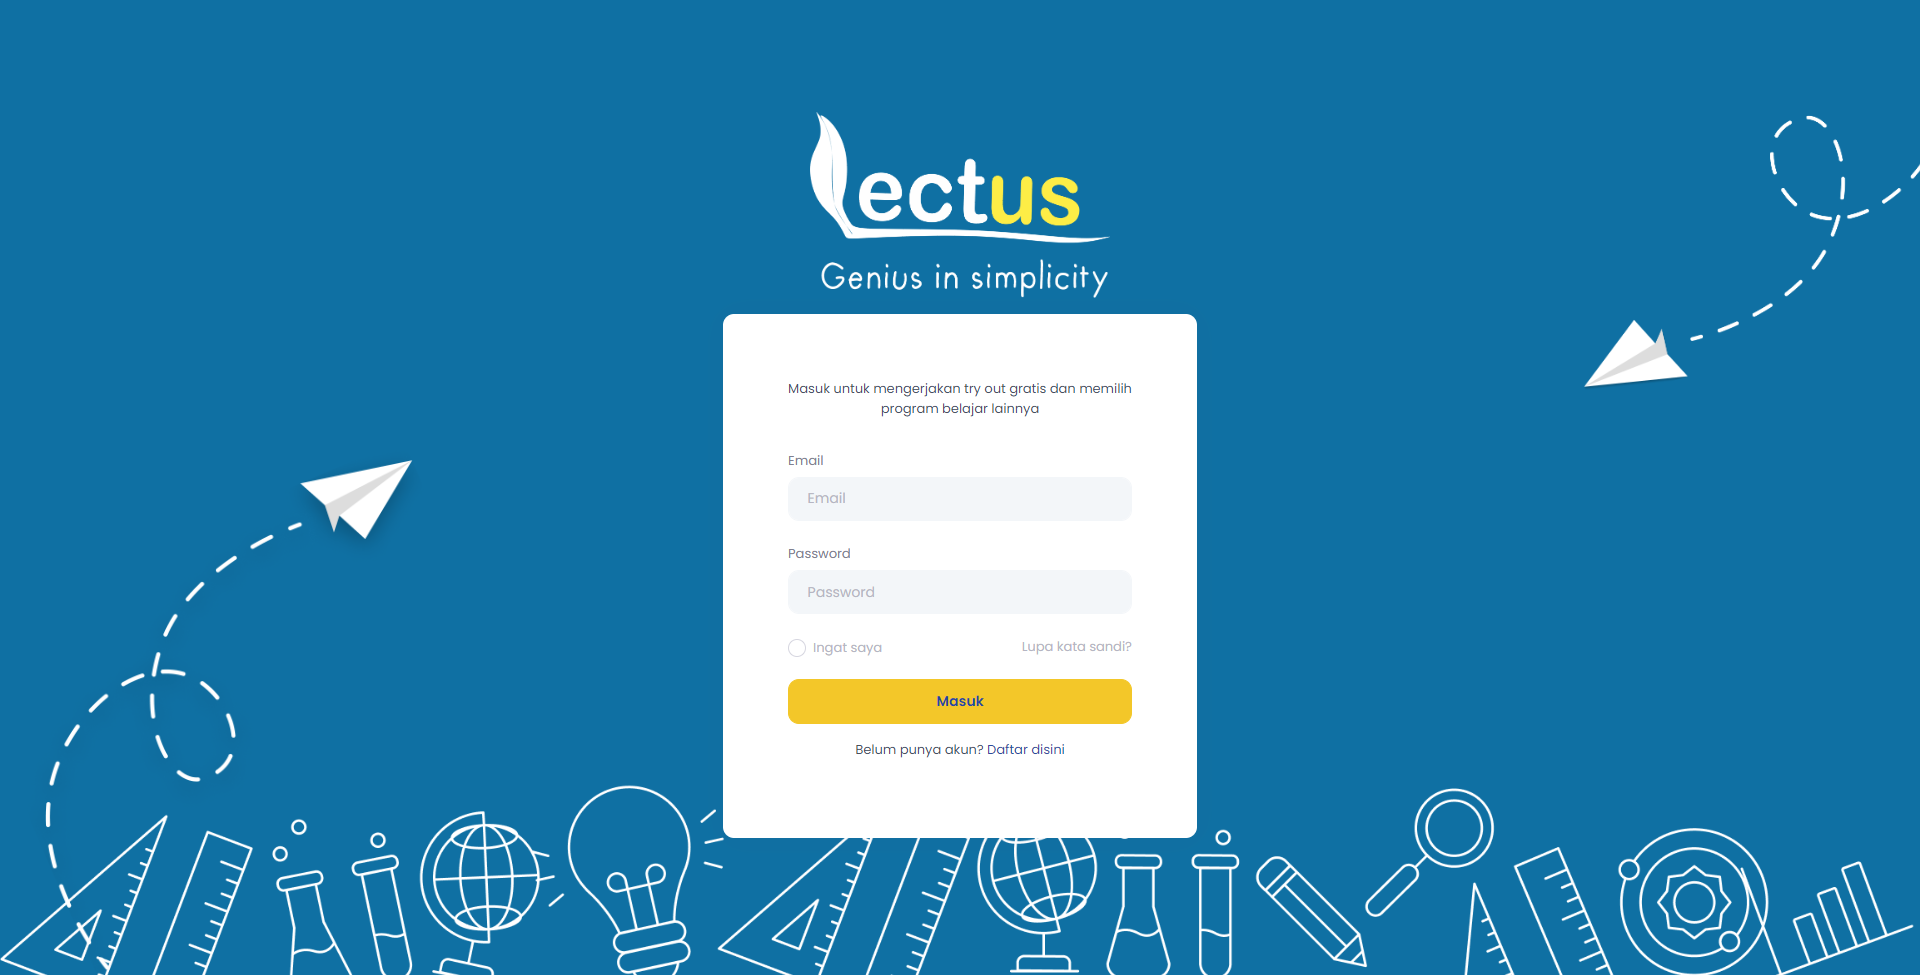 Lectus
Genius in simplicity
Masuk untuk mengerjakan try out gratis dan memilih
program belajar lainnya
Email
Email
Password
Password
Ingat saya
Lupa kata sandi?
Masuk
Belum punya akun? Daftar disini